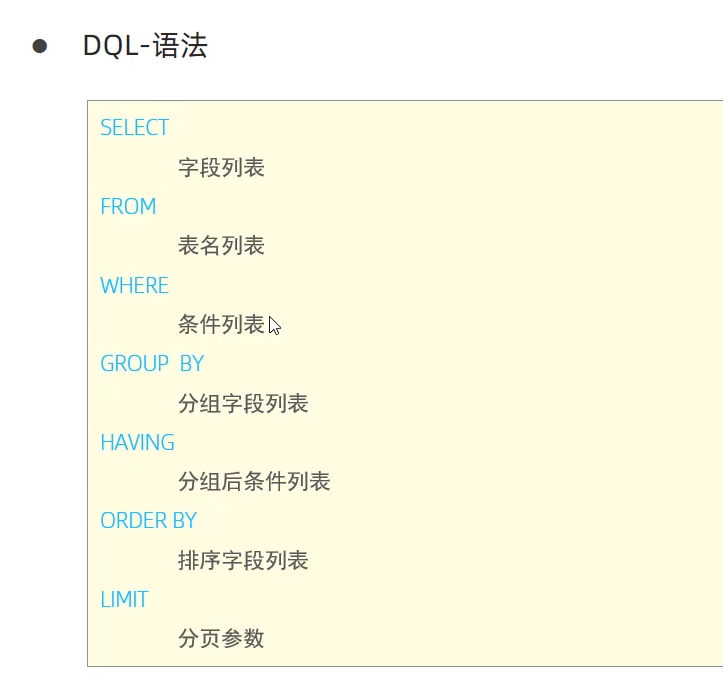 DQL-语法
SELECT
字段列表
FROM
表名列表
WHERE
条件列表
GROUP BY
分组字段列表
HAVING
分组后条件列表
ORDER BY
排序字段列表
LIMIT
分页参数